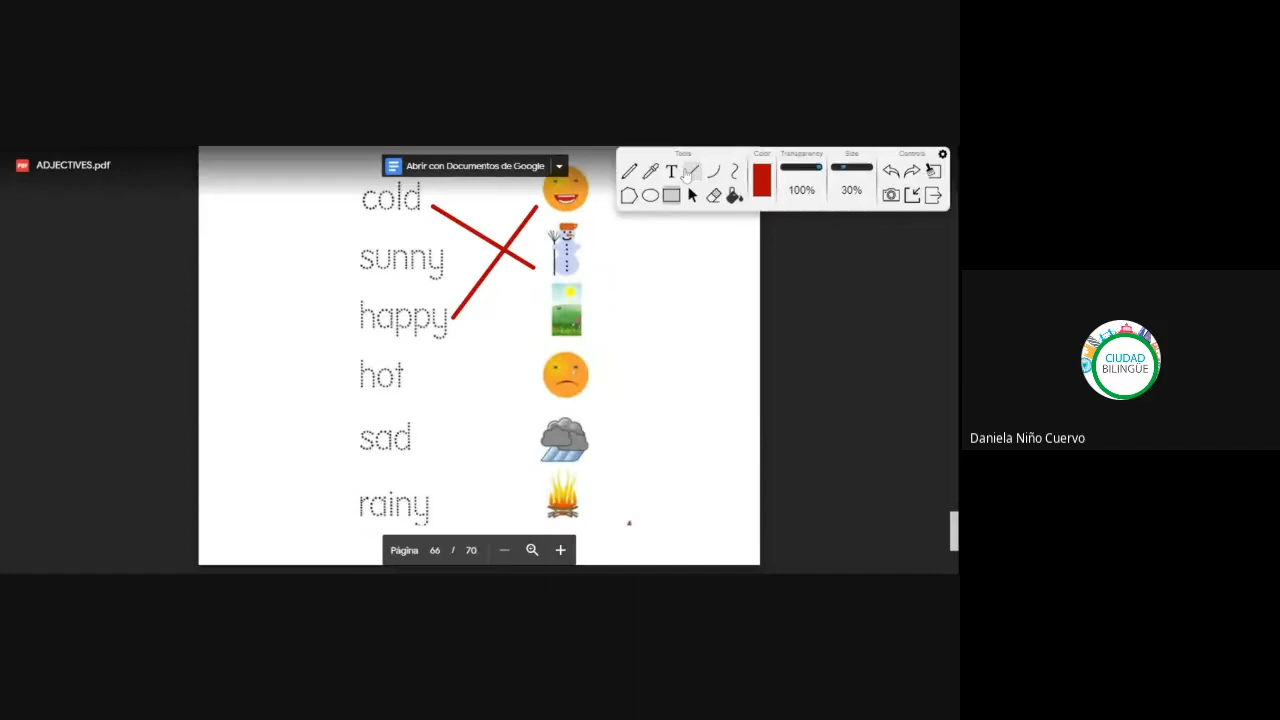 ADJECTIVES.pdf
Abrir con Documentos de Google
Tools
Color
Transparency
Size
Controls
T
100%
30%
cold
sunny
happy
hot
sad
rainy
Página 66 / 70
CIUDAD
BILINGÜE
Daniela Niño Cuervo